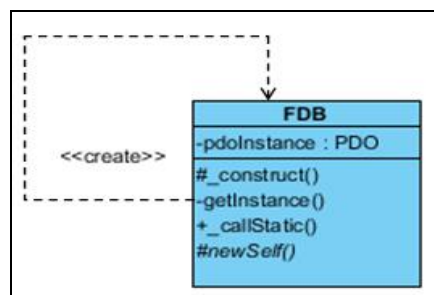 FDB
-pdoInstance : PDO
<<create>>
#_construct()
-getInstance()
+_callStatic()
#newSelf()